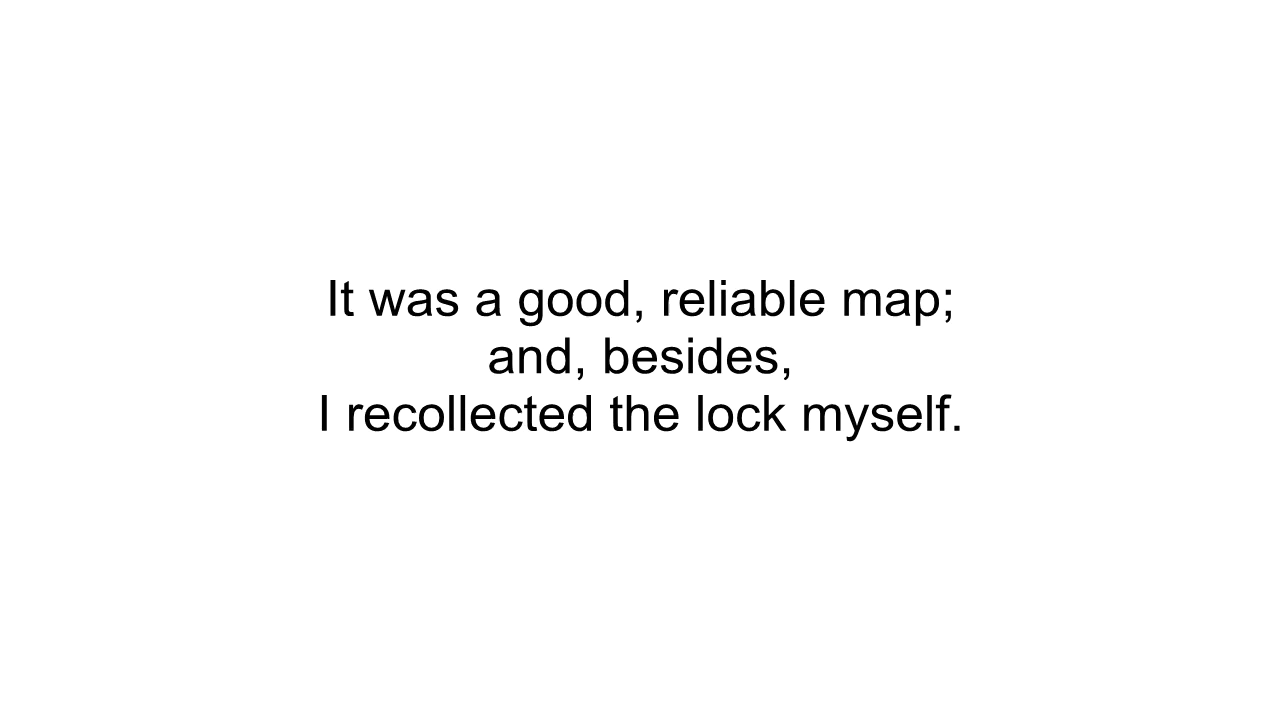 It was a good, reliable map;
and, besides,
I recollected the lock myself.